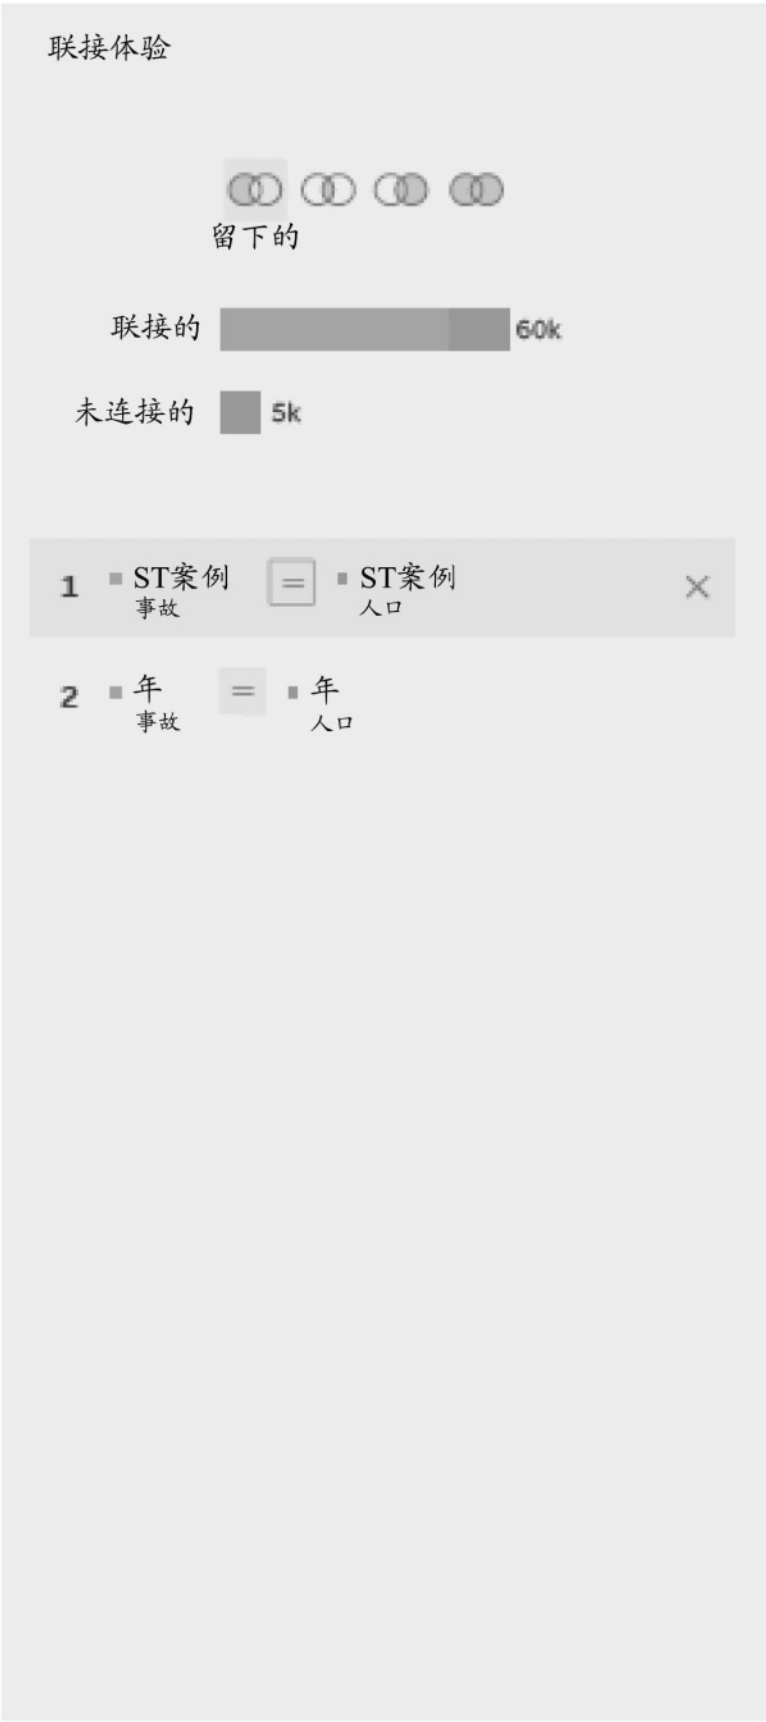 联接体验
留下的
联接的 60k
未连接的 5k
1 ST案例 = ST案例 ×
事故 人口
2 年 = 年
事故 人口